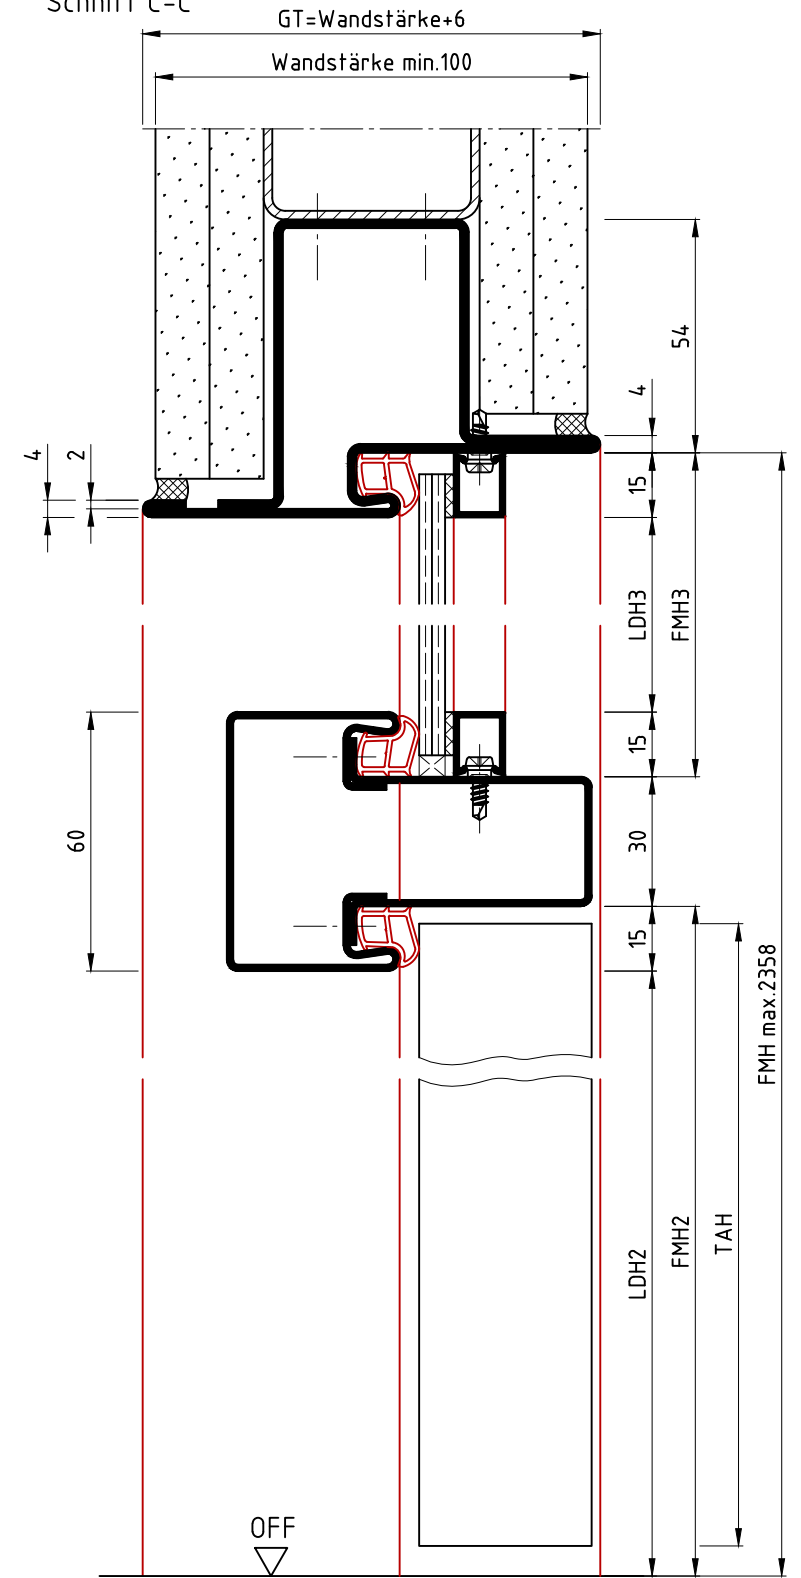 Schnitt C-C
GT=Wandstärke+6
Wandstärke min.100
54
4
4
2
15
LDH3
FMH3
15
60
30
15
FMH max.2358
LDH2
FMH2
TAH
OFF